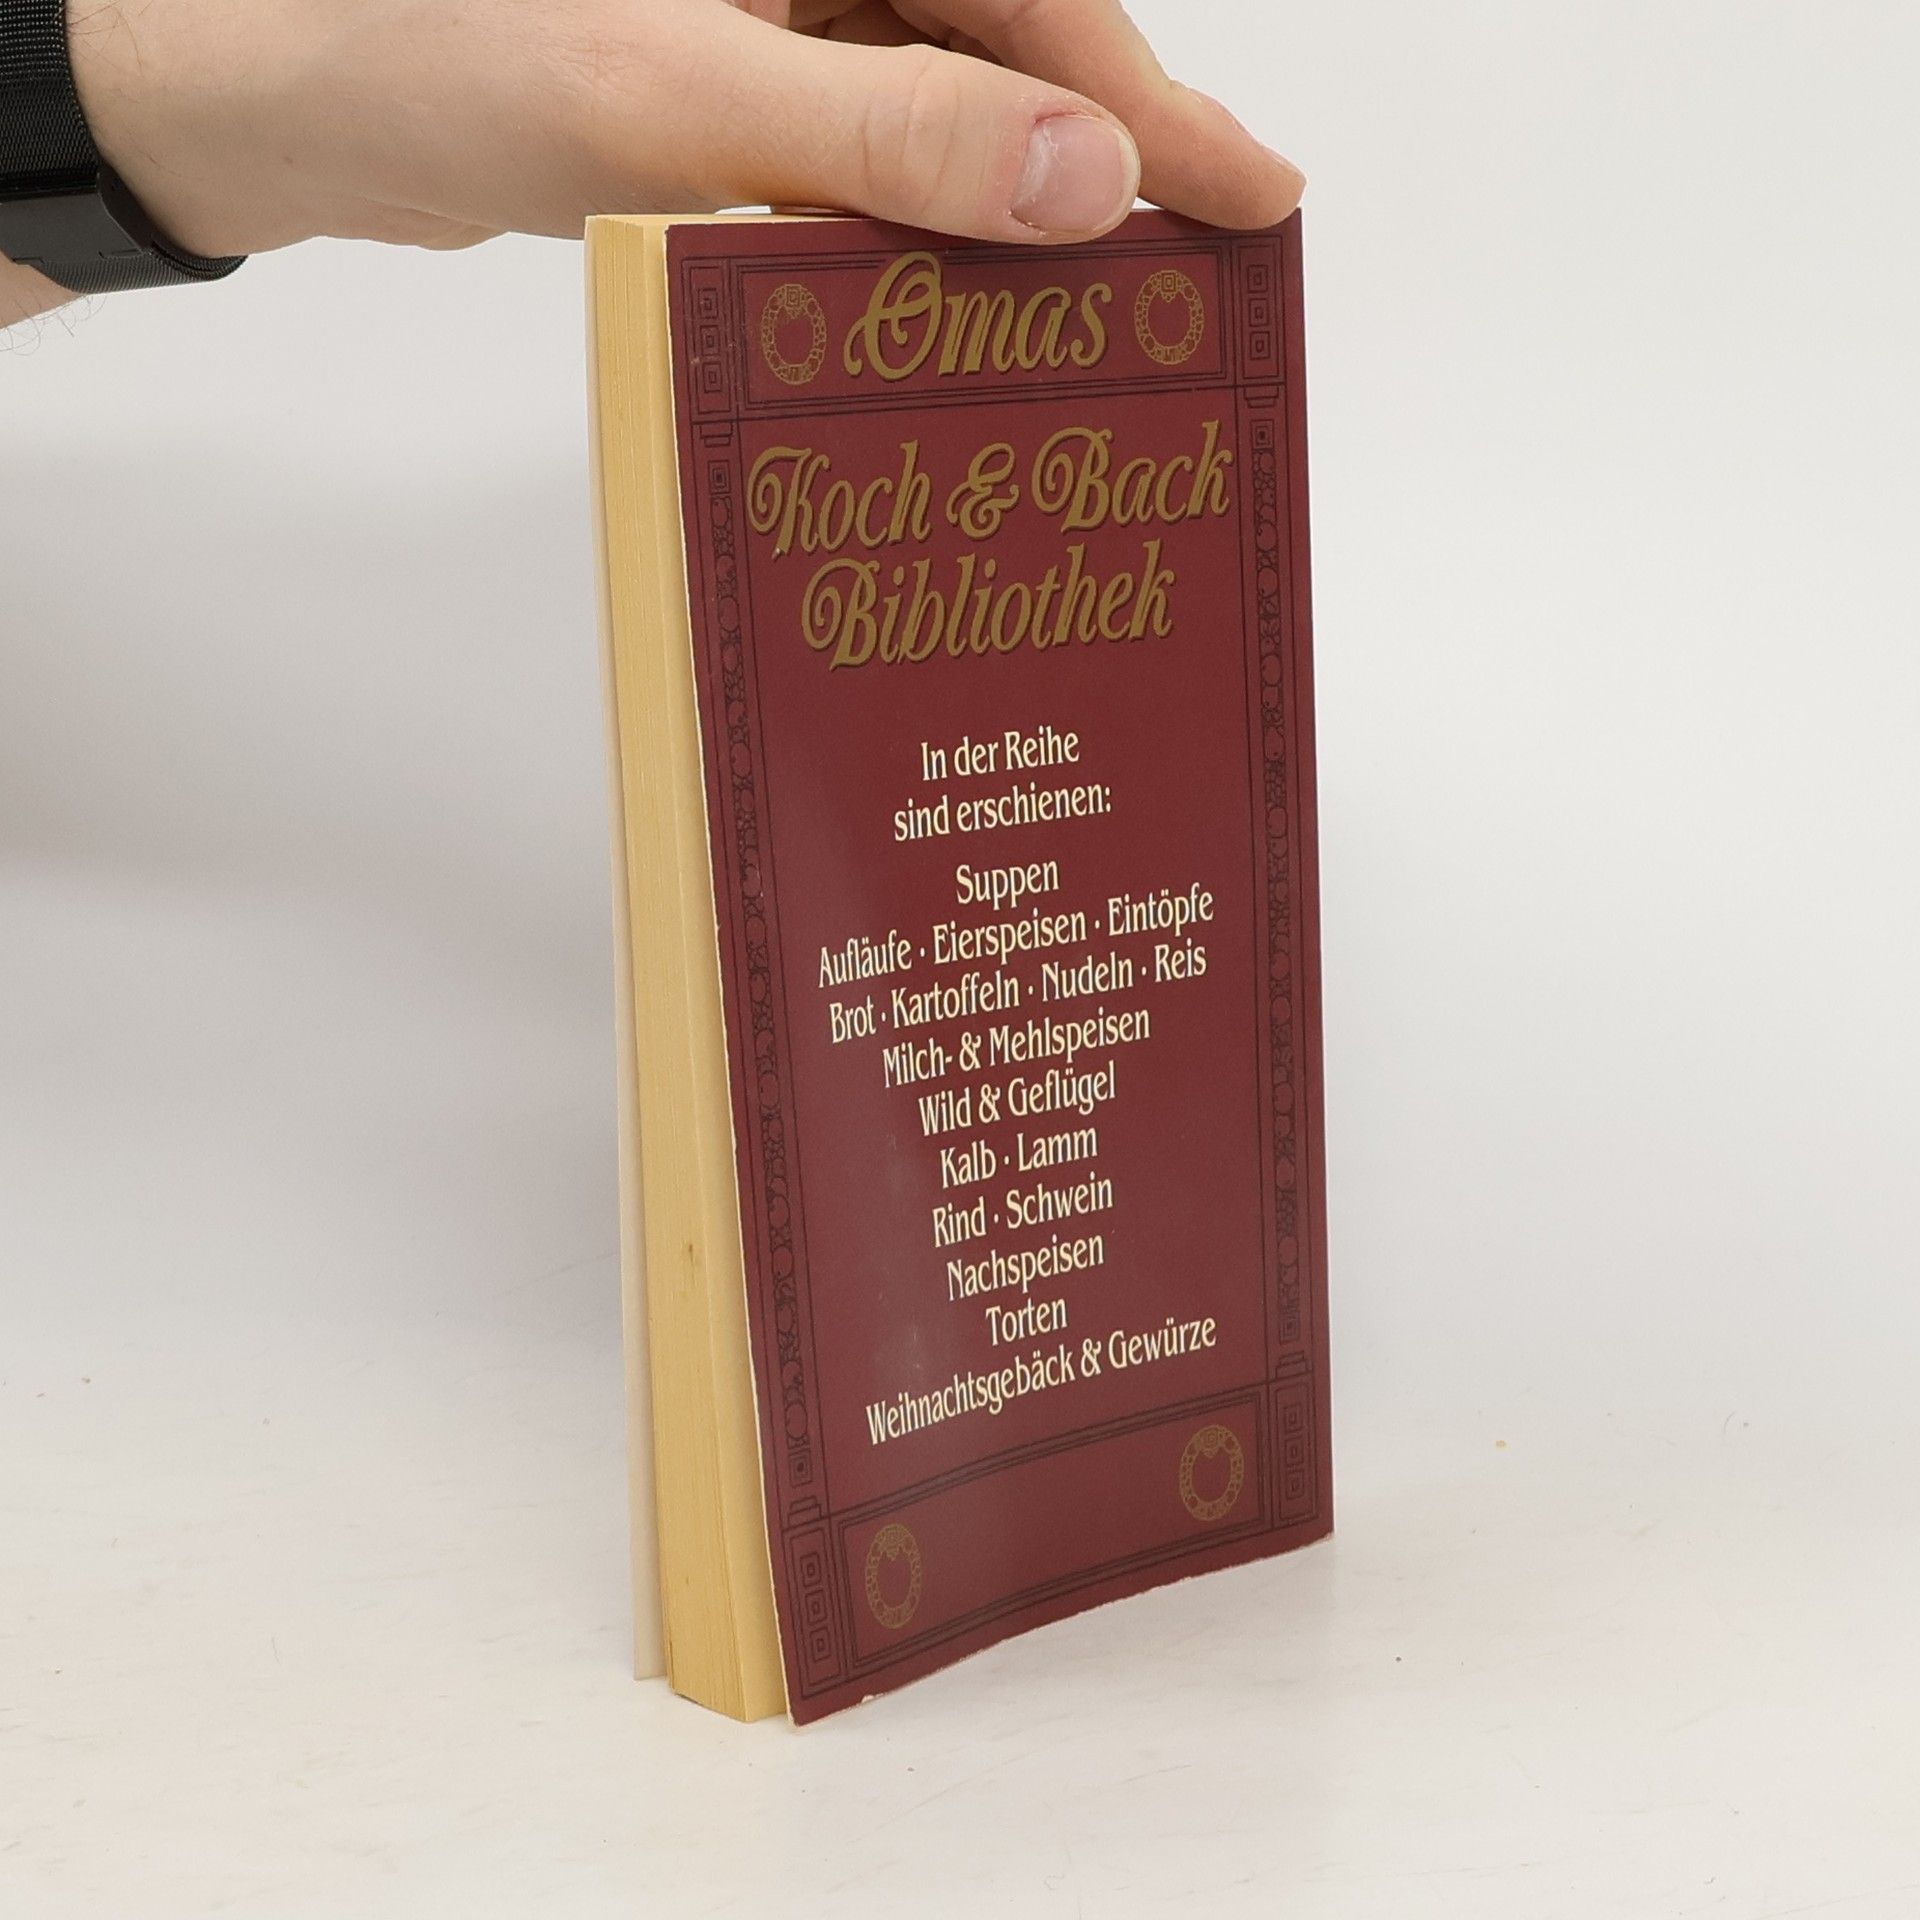 Omas
Koch & Back
Bibliothek
In der Reihe
sind erschienen:
Suppen
Aufläufe · Eierspeisen · Eintöpfe
Brot · Kartoffeln · Nudeln · Reis
Milch- & Mehlspeisen
Wild & Geflügel
Kalb · Lamm
Rind · Schwein
Nachspeisen
Torten
Weihnachtsgebäck & Gewürze